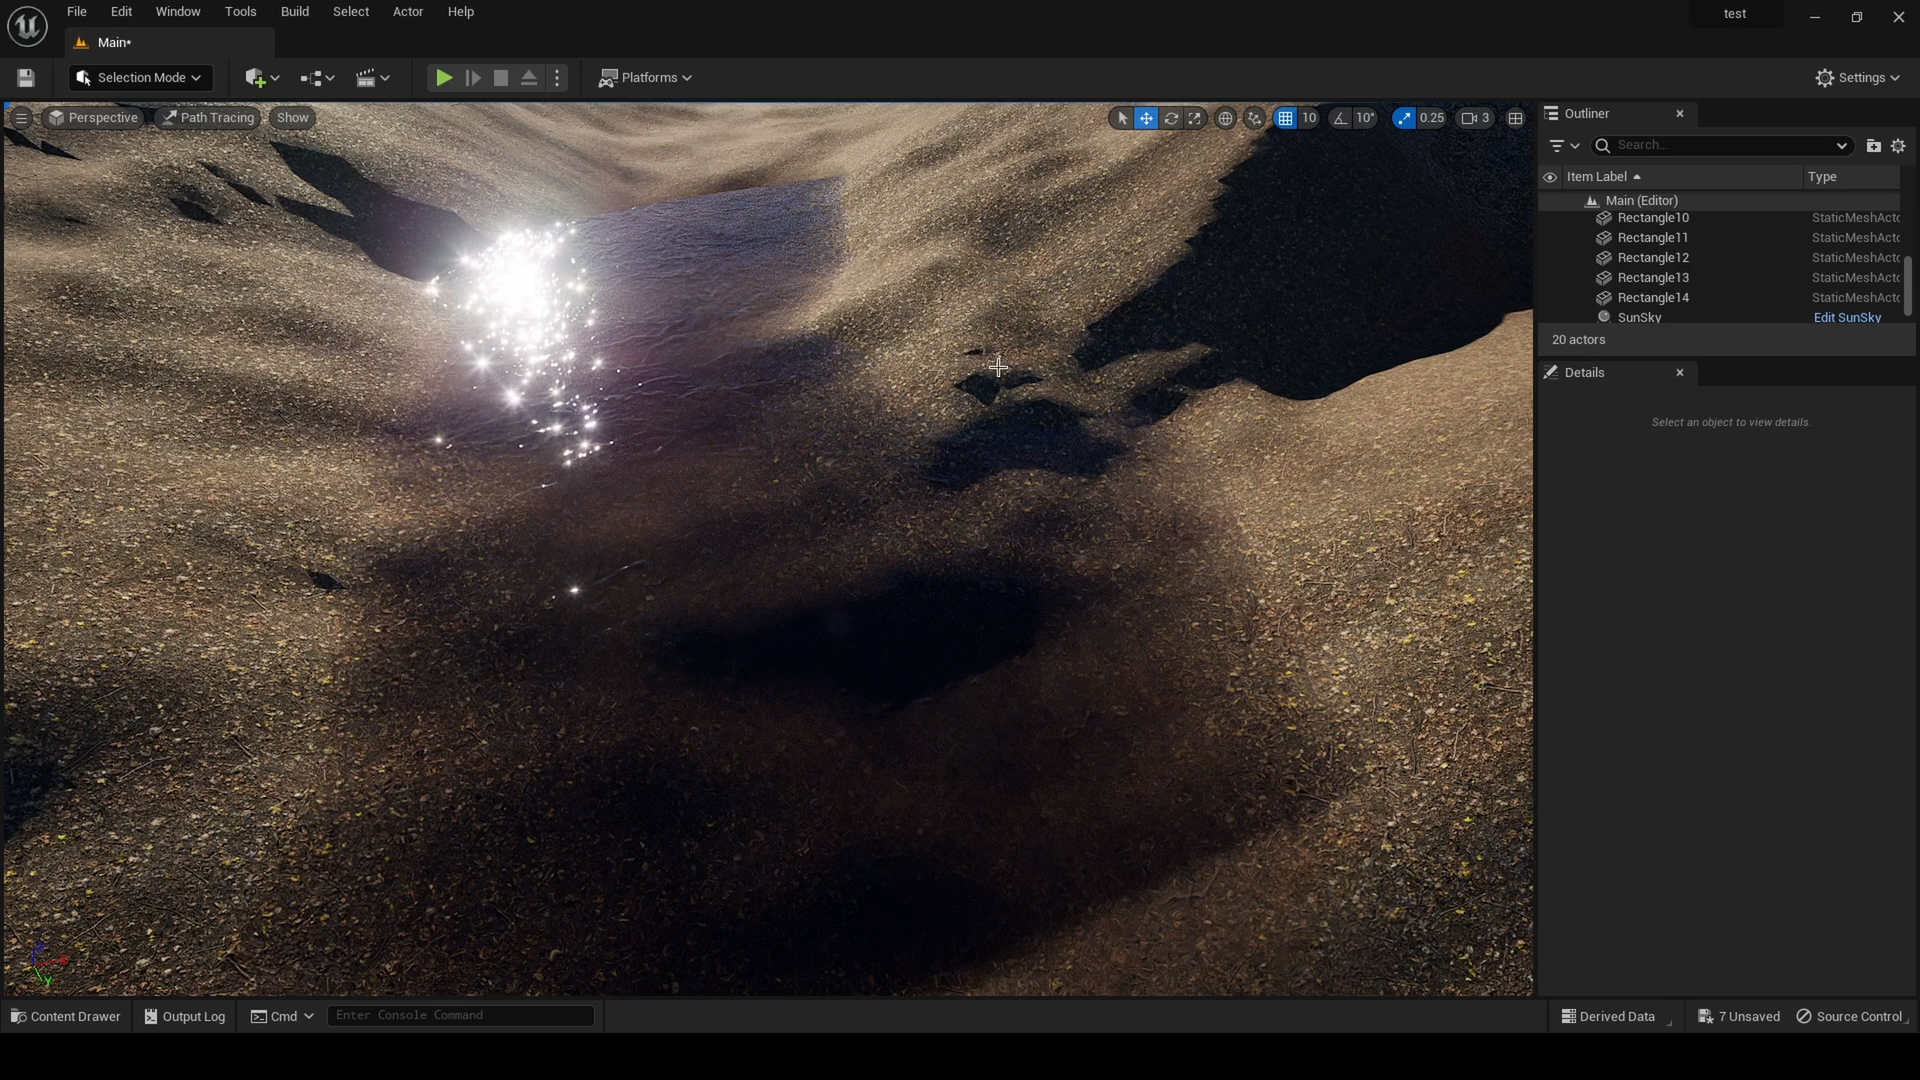 File Edit Window Tools Build Select Actor Help
test
Main*
Selection Mode
Platforms
Settings
Perspective
Path Tracing
Show
10
10°
0.25
3
Outliner
Search...
Item Label
Type
Main (Editor)
Rectangle10 StaticMeshActo
Rectangle11 StaticMeshActo
Rectangle12 StaticMeshActo
Rectangle13 StaticMeshActo
Rectangle14 StaticMeshActo
SunSky Edit SunSky
20 actors
Details
Select an object to view details.
Y
Content Drawer
Output Log
Cmd
Enter Console Command
Derived Data
7 Unsaved
Source Control